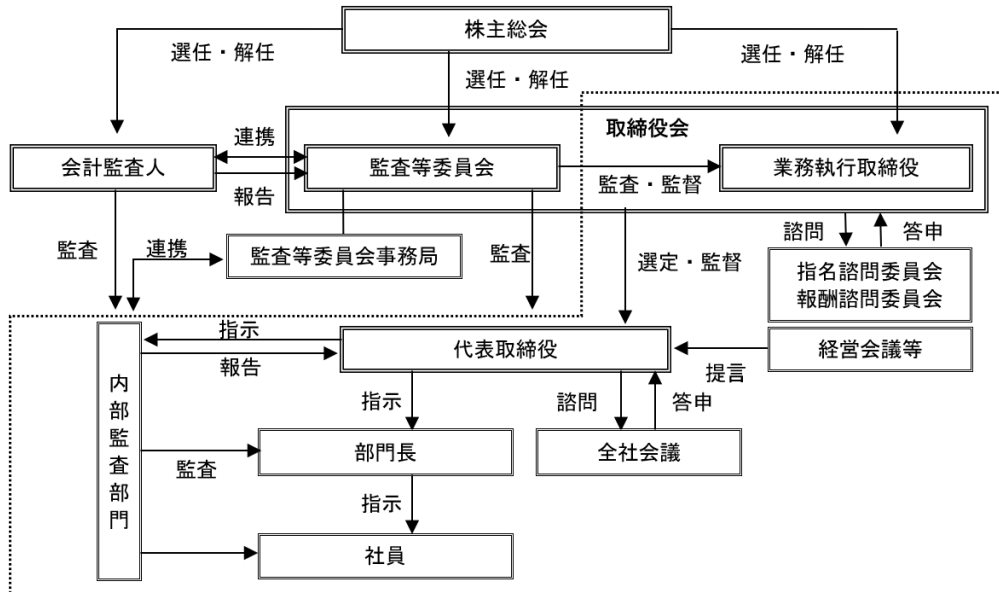 株主総会
選任・解任
選任・解任
選任・解任
取締役会
会計監査人
連携
報告
監査等委員会
監査・監督
業務執行取締役
監査
連携
監査等委員会事務局
監査
選定・監督
諮問
答申
指名諮問委員会
報酬諮問委員会
指示
報告
代表取締役
提言
経営会議等
内部監査部門
指示
諮問
答申
監査
部門長
全社会議
指示
社員